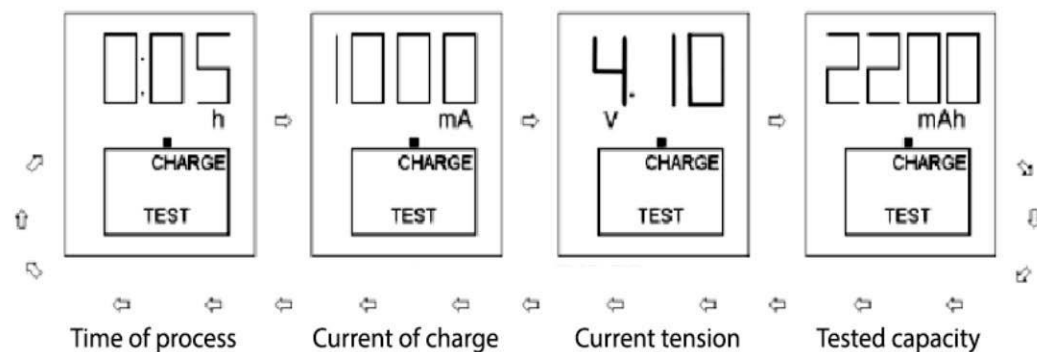 0:05
h
CHARGE
TEST
Time of process
1000
mA
CHARGE
TEST
Current of charge
4.10
V
CHARGE
TEST
Current tension
2200
mAh
CHARGE
TEST
Tested capacity